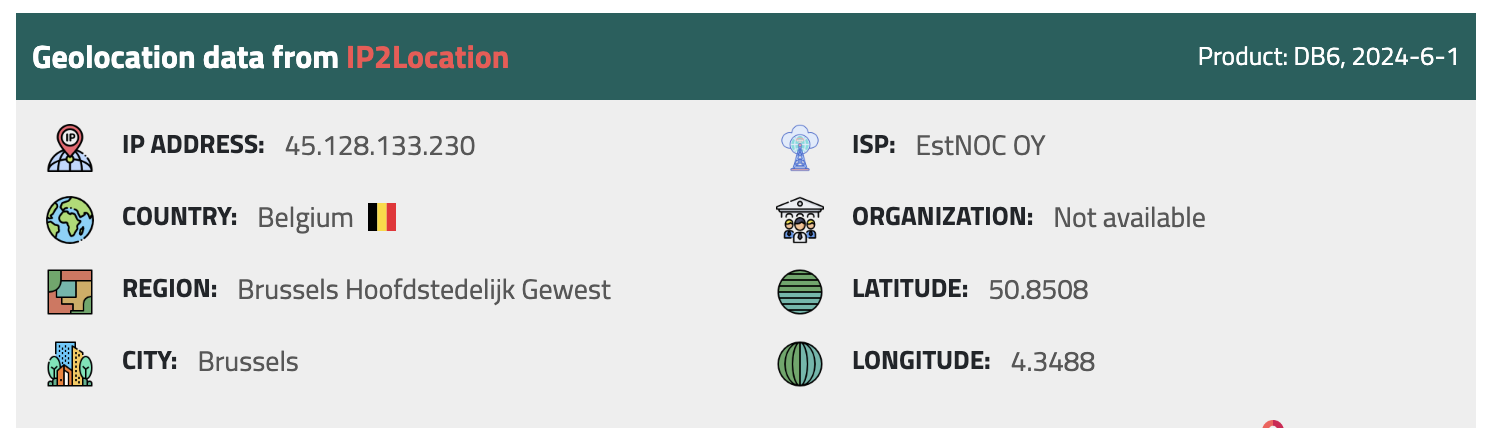 Geolocation data from IP2Location
Product: DB6, 2024-6-1
IP
IP ADDRESS: 45.128.133.230
ISP: EstNOC OY
COUNTRY: Belgium
ORGANIZATION: Not available
REGION: Brussels Hoofdstedelijk Gewest
LATITUDE: 50.8508
CITY: Brussels
LONGITUDE: 4.3488